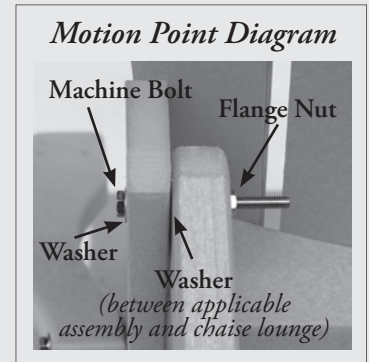 Motion Point Diagram
Machine Bolt
Flange Nut
Washer
Washer
(between applicable
assembly and chaise lounge)